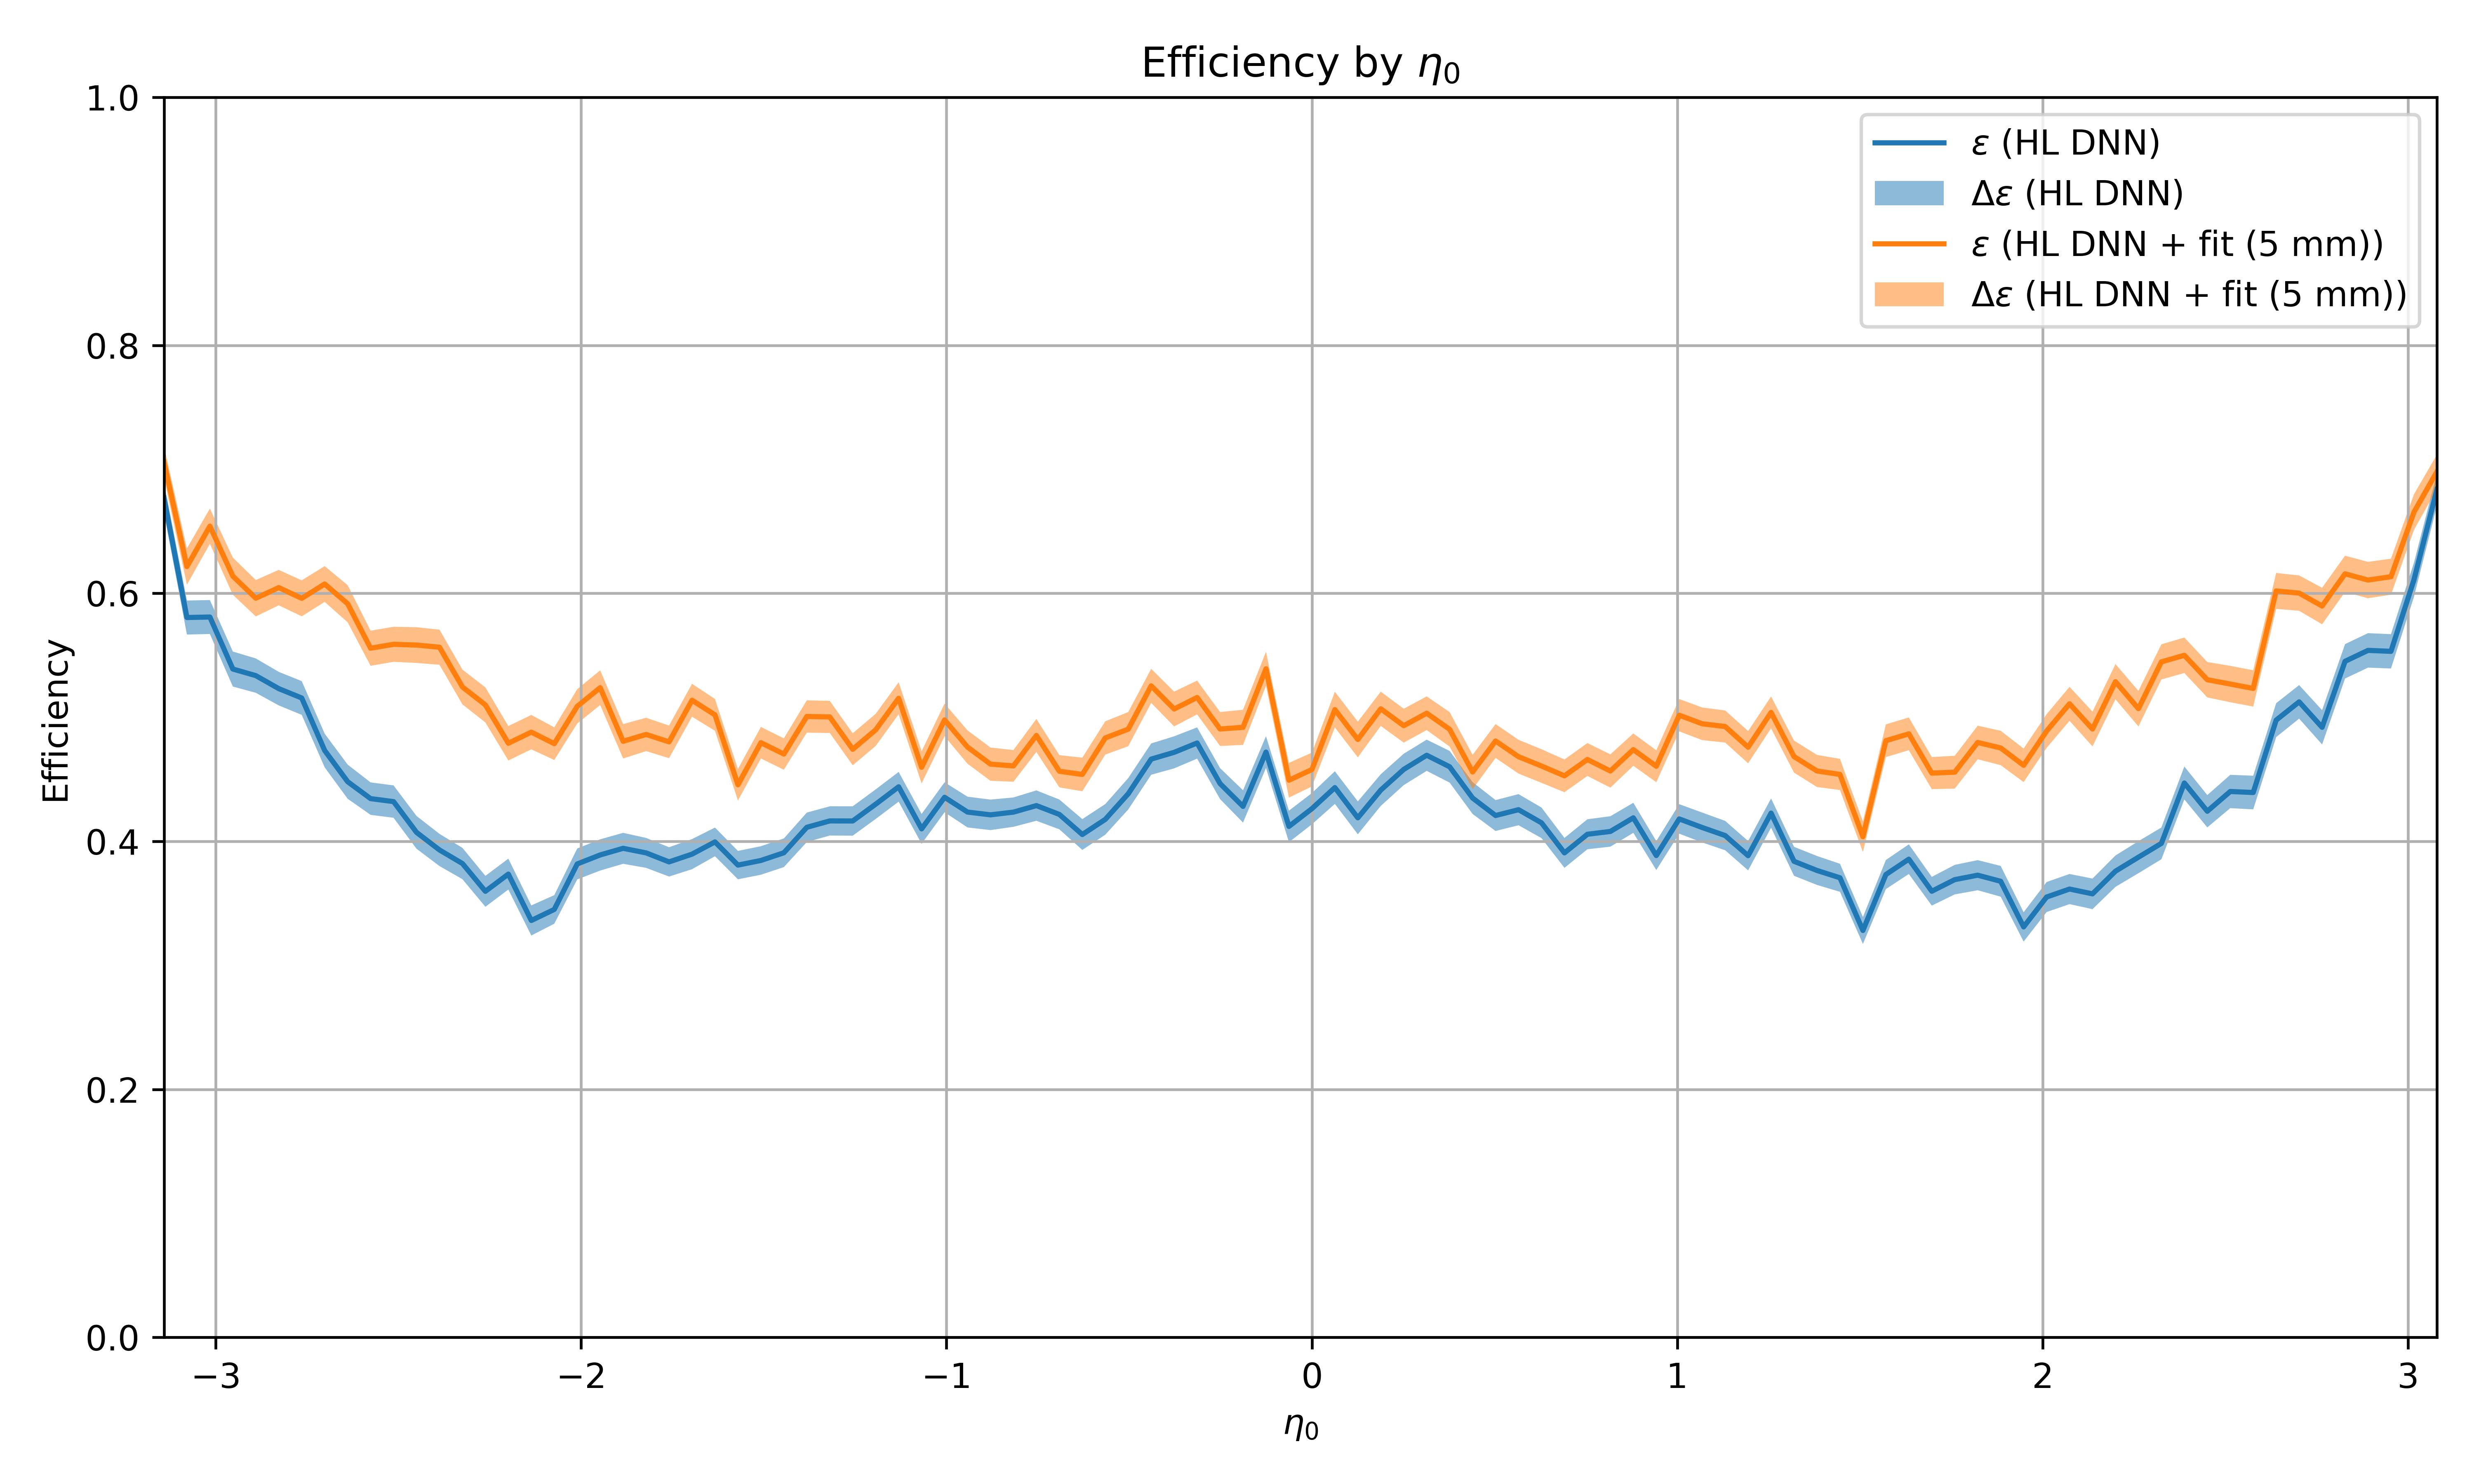 Efficiency by η₀
1.0
0.8
0.6
0.4
0.2
0.0
Efficiency
−3
−2
−1
0
1
2
3
η₀
ε (HL DNN)
Δε (HL DNN)
ε (HL DNN + fit (5 mm))
Δε (HL DNN + fit (5 mm))